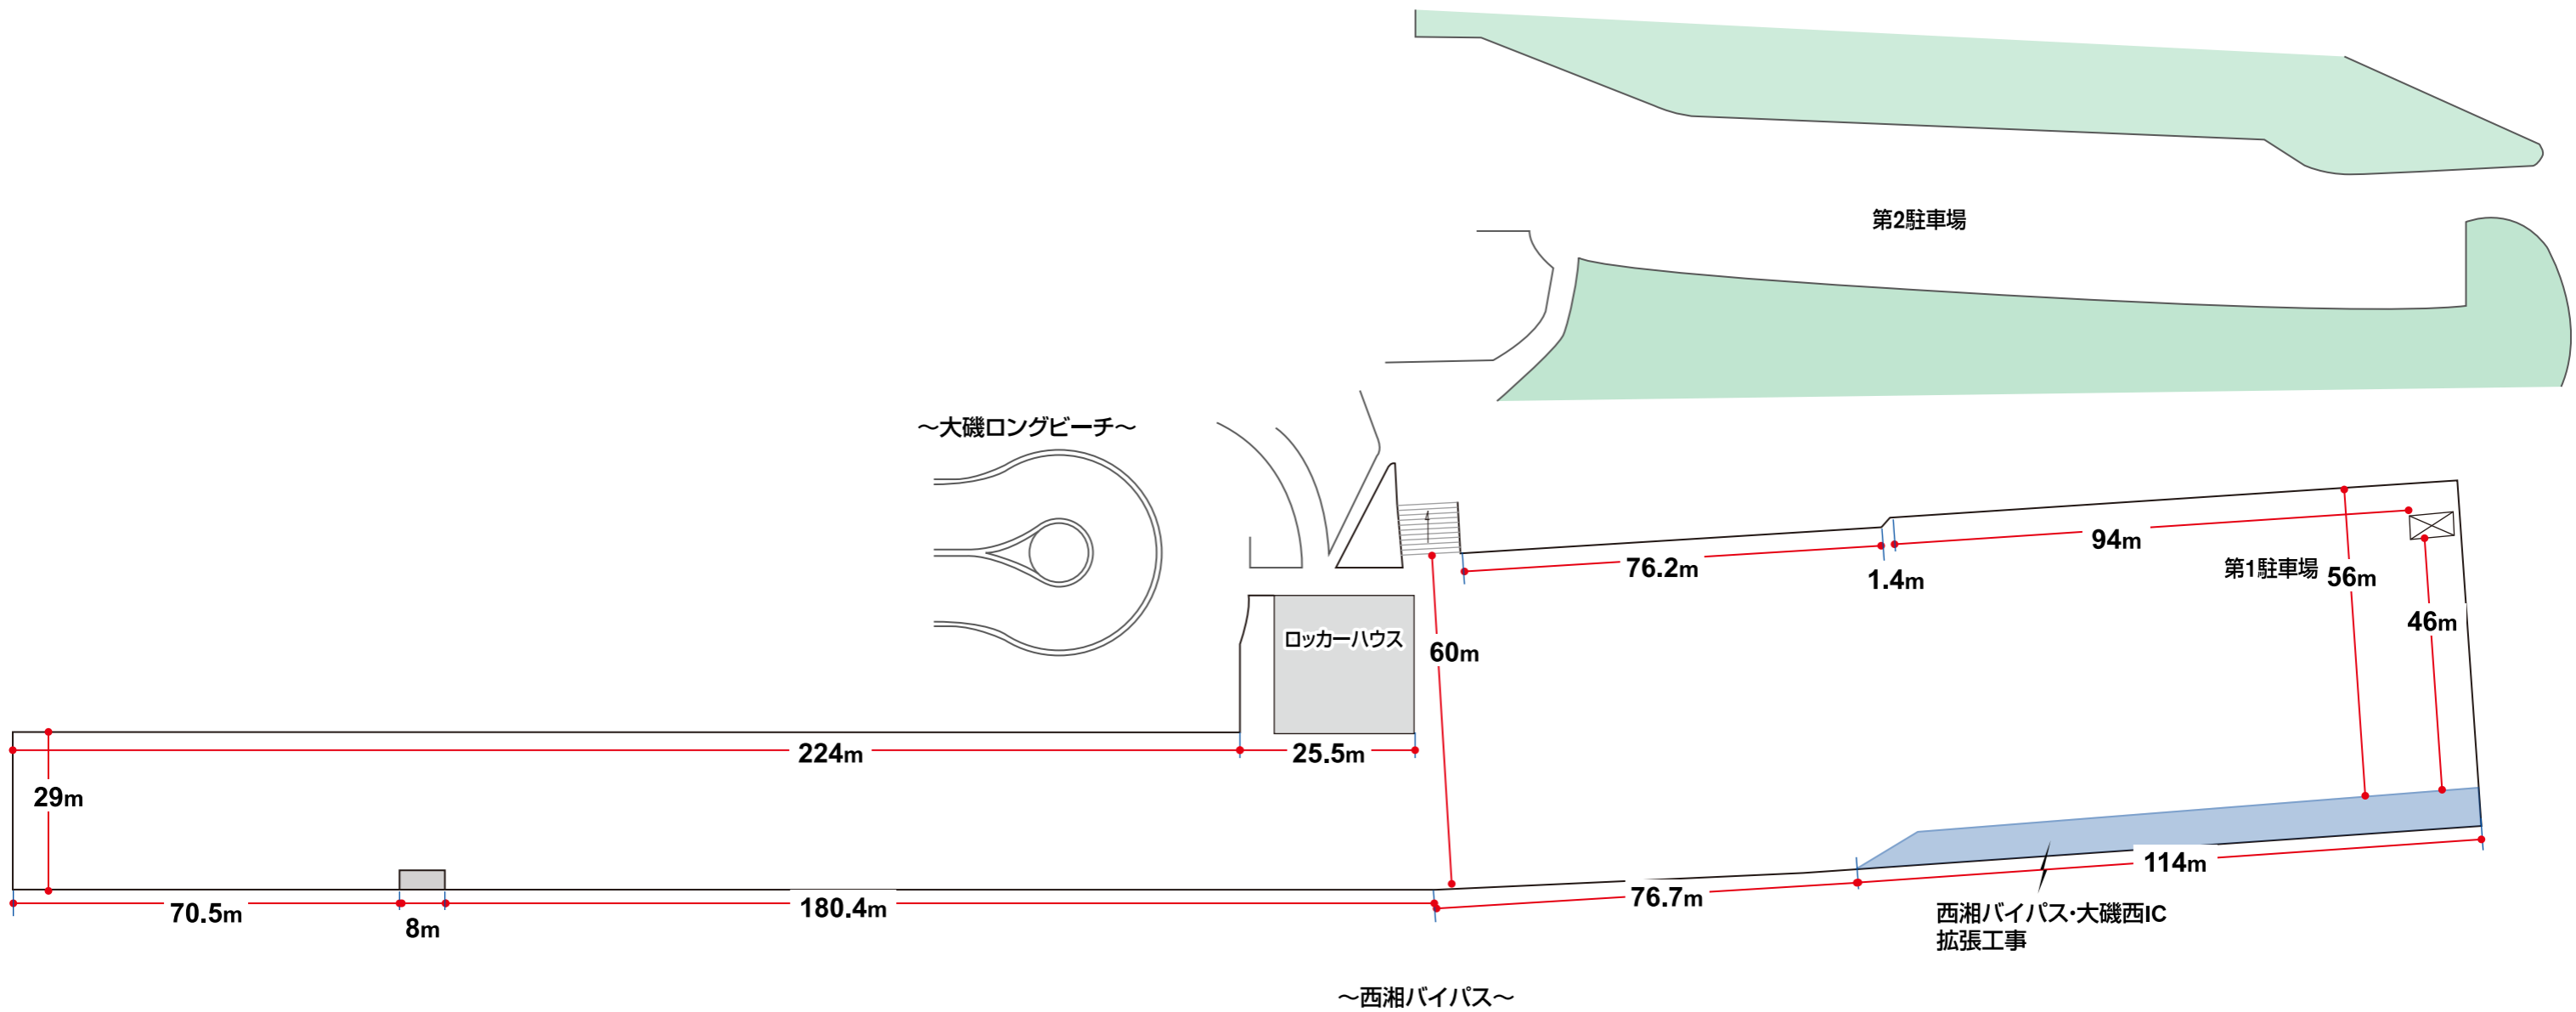 第2駐車場
～大磯ロングビーチ～
76.2m
1.4m
94m
第1駐車場
56m
46m
ロッカーハウス
60m
224m
25.5m
29m
70.5m
8m
180.4m
76.7m
114m
西湘バイパス・大磯西IC
拡張工事
～西湘バイパス～